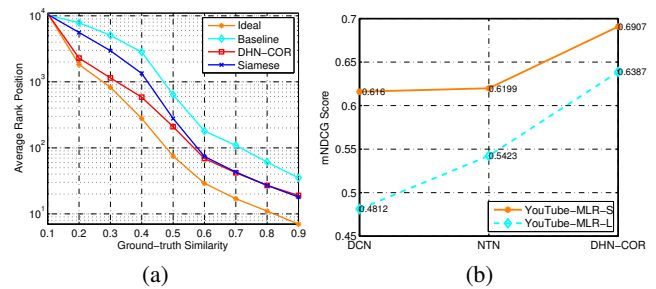 10^4
10^3
10^2
10^1
Average Rank Position
Ideal
Baseline
DHN-COR
Siamese
0.1 0.2 0.3 0.4 0.5 0.6 0.7 0.8 0.9
Ground-truth Similarity
(a)
0.7
0.65
0.6
0.55
0.5
0.45
mNDCG Score
0.6907
0.616
0.6199
0.6387
0.5423
0.4812
YouTube-MLR-S
YouTube-MLR-L
DCN NTN DHN-COR
(b)